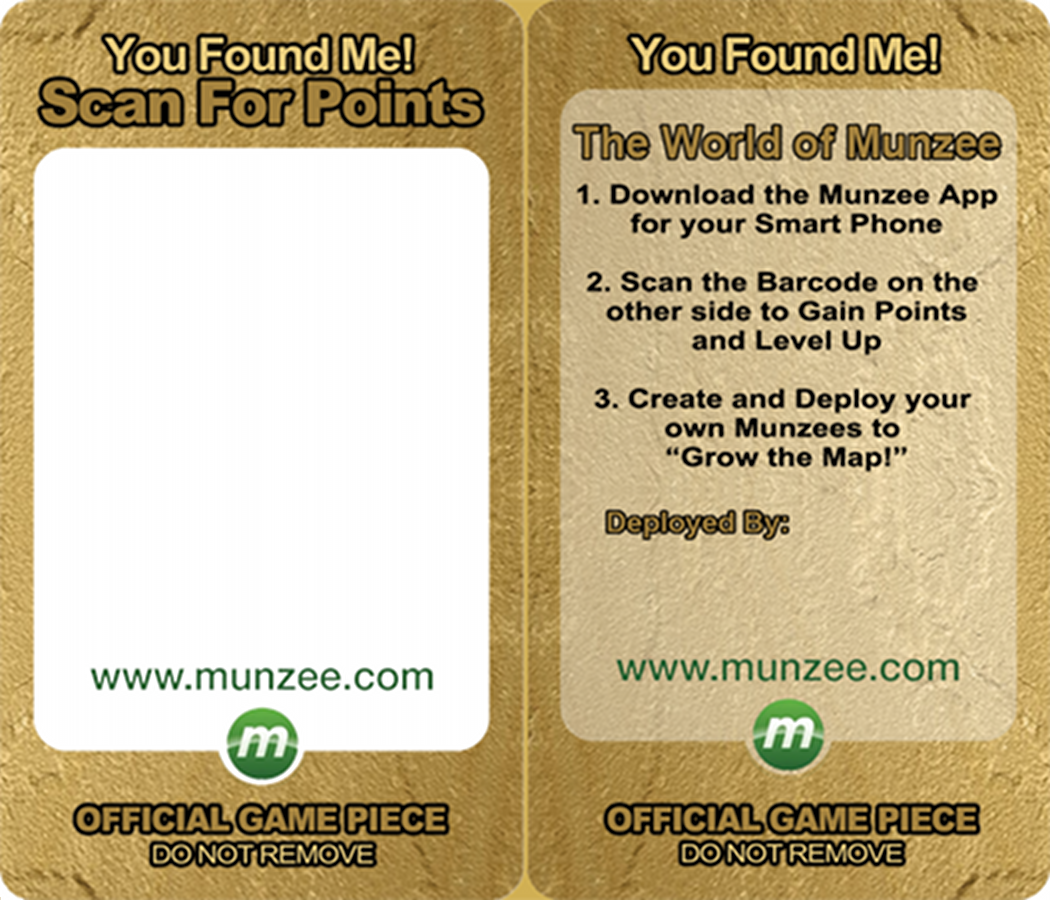 You Found Me!
Scan For Points
www.munzee.com
m
OFFICIAL GAME PIECE
DO NOT REMOVE
You Found Me!
The World of Munzee
1. Download the Munzee App
for your Smart Phone
2. Scan the Barcode on the
other side to Gain Points
and Level Up
3. Create and Deploy your
own Munzees to
“Grow the Map!”
Deployed By:
www.munzee.com
m
OFFICIAL GAME PIECE
DO NOT REMOVE